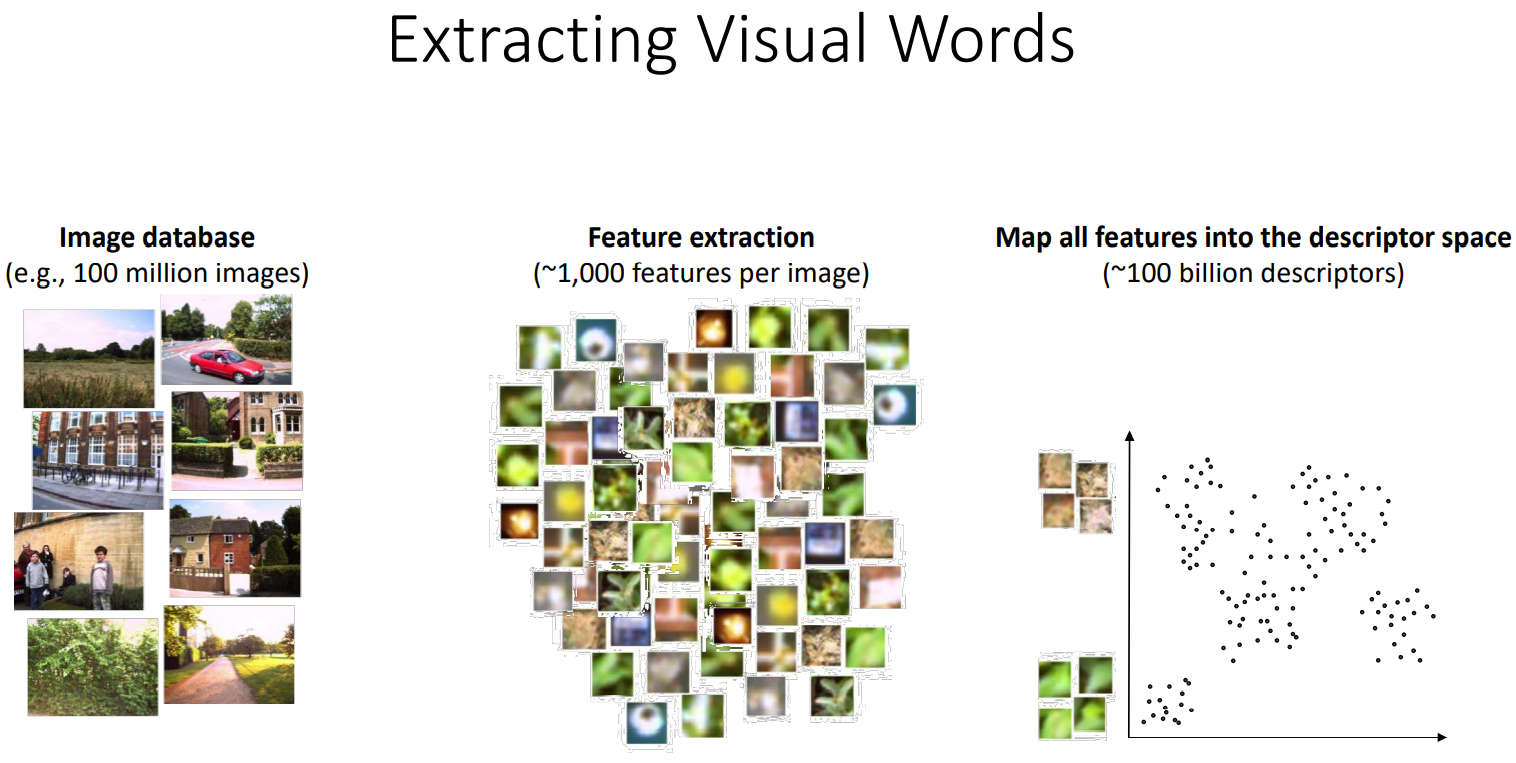 Extracting Visual Words
Image database
(e.g., 100 million images)
Feature extraction
(~1,000 features per image)
Map all features into the descriptor space
(~100 billion descriptors)